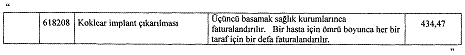 “
618208 Koklear implant çıkarılması Üçüncü basamak sağlık kurumlarınca 434,47
faturalandırılır. Bir hasta için ömrü boyunca her bir
taraf için bir defa faturalandırılır.
”